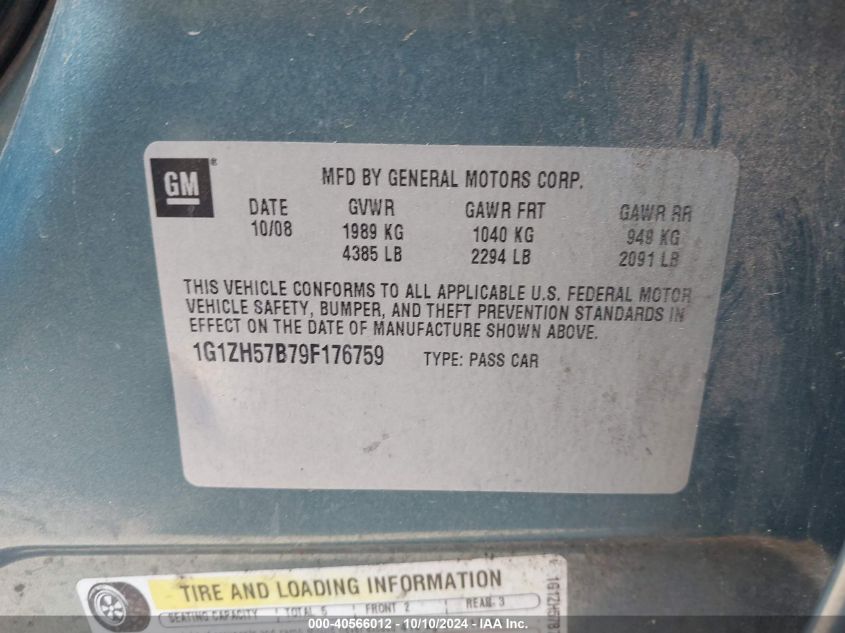 GM®
MFD BY GENERAL MOTORS CORP.
DATE GVWR GAWR FRT GAWR RR
10/08 1989 KG 1040 KG 949 KG
4385 LB 2294 LB 2091 LB
THIS VEHICLE CONFORMS TO ALL APPLICABLE U.S. FEDERAL MOTOR
VEHICLE SAFETY, BUMPER, AND THEFT PREVENTION STANDARDS IN
EFFECT ON THE DATE OF MANUFACTURE SHOWN ABOVE.
1G1ZH57B79F176759 TYPE: PASS CAR
TIRE AND LOADING INFORMATION
SEATING CAPACITY TOTAL 5 FRONT 2 REAR 3
000-40566012 - 10/10/2024 - IAA Inc.